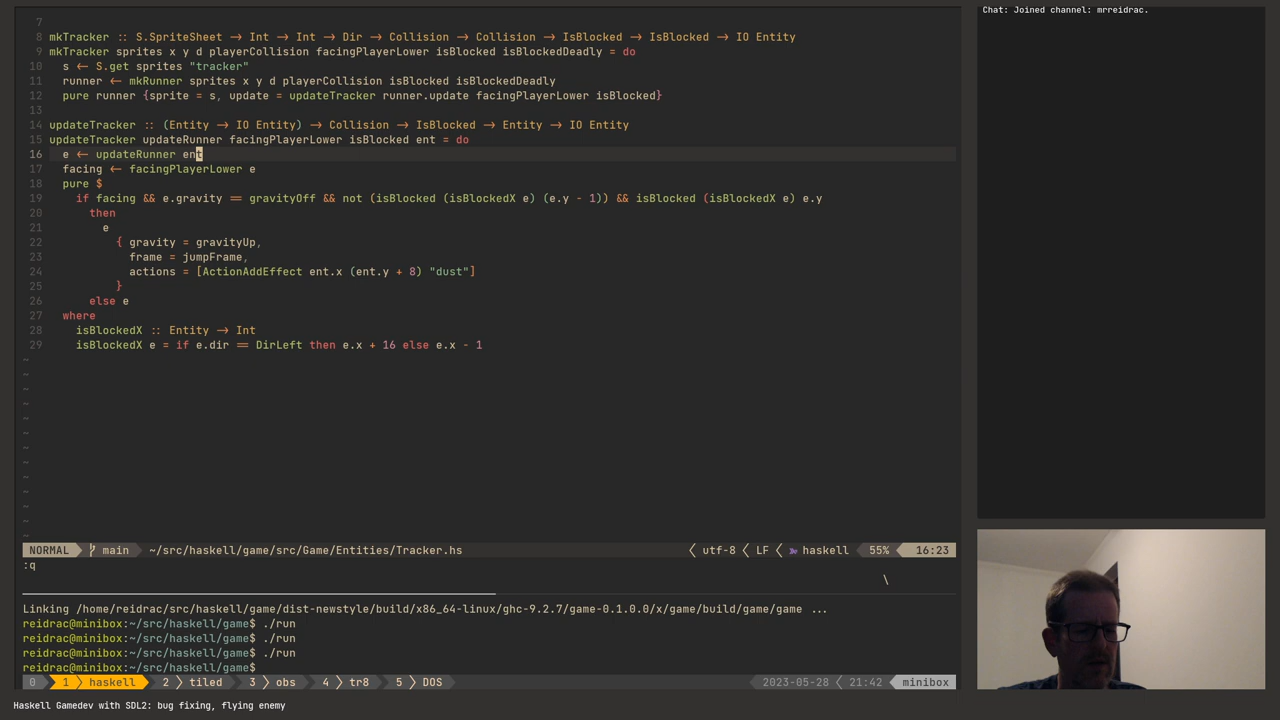 Chat: Joined channel: mrreidrac.
7
8 mkTracker :: S.SpriteSheet → Int → Int → Dir → Collision → Collision → IsBlocked → IsBlocked → IO Entity
9 mkTracker sprites x y d playerCollision facingPlayerLower isBlocked isBlockedDeadly = do
10 s ← S.get sprites "tracker"
11 runner ← mkRunner sprites x y d playerCollision isBlocked isBlockedDeadly
12 pure runner {sprite = s, update = updateTracker runner.update facingPlayerLower isBlocked}
13
14 updateTracker :: (Entity → IO Entity) → Collision → IsBlocked → Entity → IO Entity
15 updateTracker updateRunner facingPlayerLower isBlocked ent = do
16 e ← updateRunner ent
17 facing ← facingPlayerLower e
18 pure $
19 if facing && e.gravity == gravityOff && not (isBlocked (isBlockedX e) (e.y - 1)) && isBlocked (isBlockedX e) e.y
20 then
21 e
22 { gravity = gravityUp,
23 frame = jumpFrame,
24 actions = [ActionAddEffect ent.x (ent.y + 8) "dust"]
25 }
26 else e
27 where
28 isBlockedX :: Entity → Int
29 isBlockedX e = if e.dir == DirLeft then e.x + 16 else e.x - 1
~
~
~
~
~
~
~
~
~
~
~
~
~
NORMAL main ~/src/haskell/game/src/Game/Entities/Tracker.hs utf-8 LF haskell 55% 16:23
:q
\
Linking /home/reidrac/src/haskell/game/dist-newstyle/build/x86_64-linux/ghc-9.2.7/game-0.1.0.0/x/game/build/game/game ...
reidrac@minibox:~/src/haskell/game$ ./run
reidrac@minibox:~/src/haskell/game$ ./run
reidrac@minibox:~/src/haskell/game$ ./run
reidrac@minibox:~/src/haskell/game$
0 1 haskell 2 tiled 3 obs 4 tr8 5 DOS 2023-05-28 21:42 minibox
Haskell Gamedev with SDL2: bug fixing, flying enemy